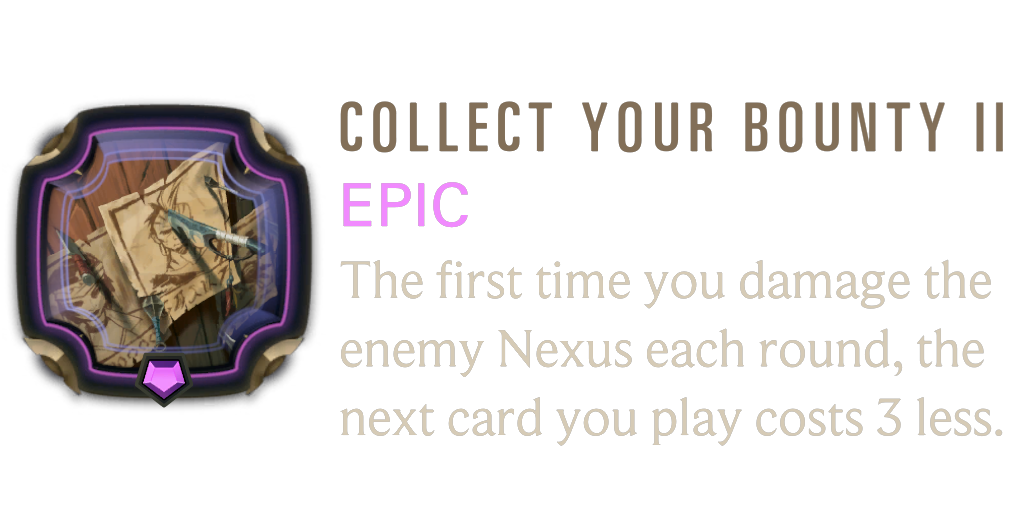 COLLECT YOUR BOUNTY II
EPIC
The first time you damage the
enemy Nexus each round, the
next card you play costs 3 less.